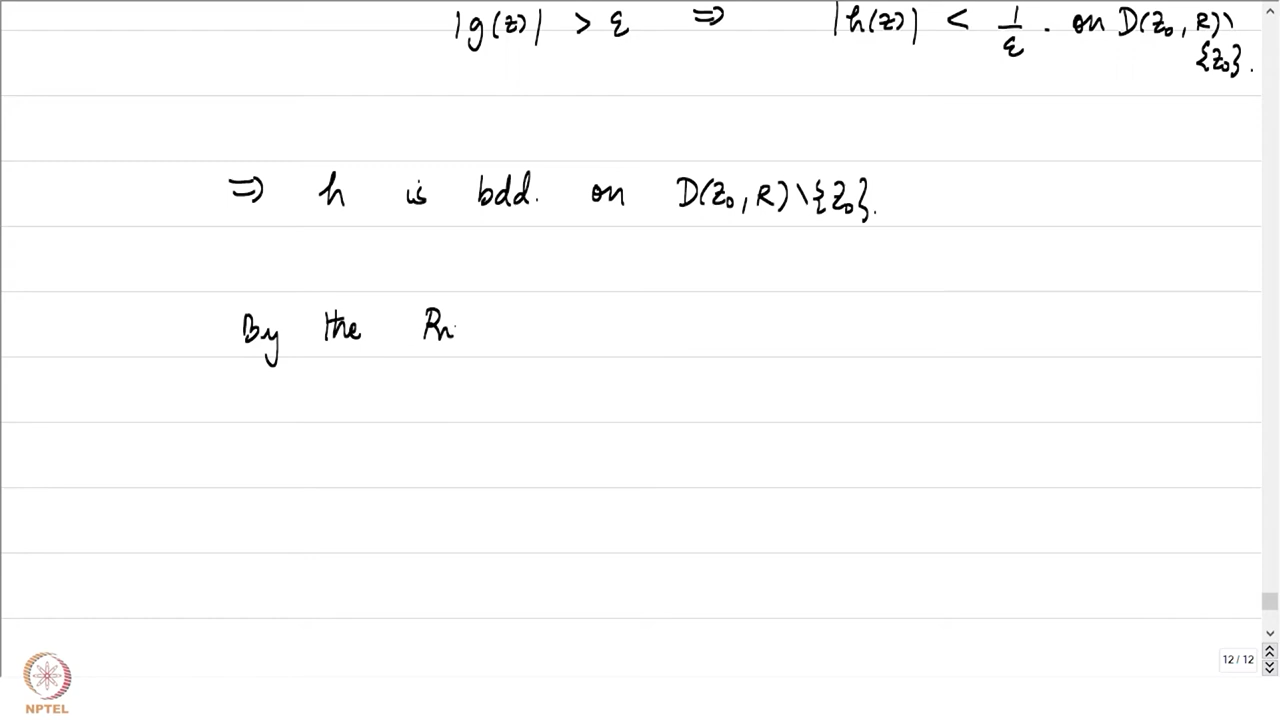 |g(z)| > ε ⇒ |h(z)| < 1/ε . on D(z₀, R)\
{z₀}.
⇒ h is bdd. on D(z₀, R)\{z₀}.
By the
12 / 12
NPTEL